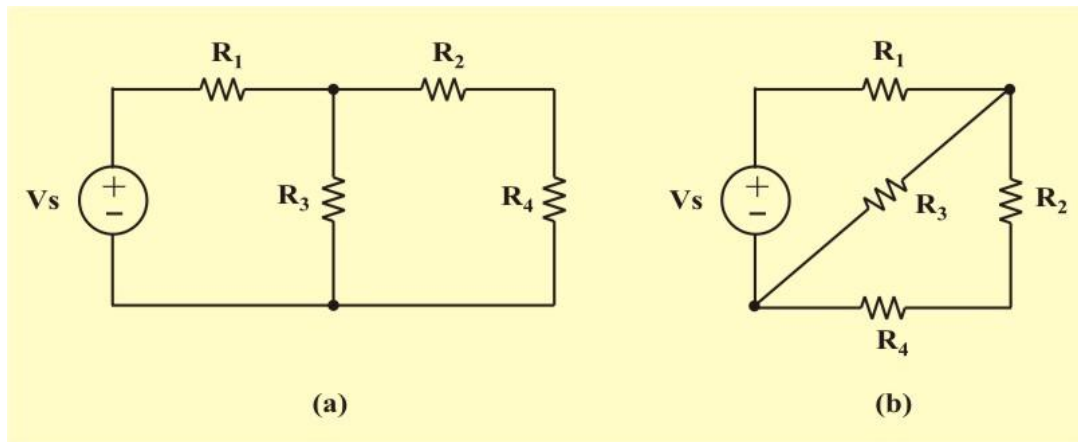 R₁
R₂
Vs
+
-
R₃
R₄
(a)
R₁
Vs
+
-
R₃
R₂
R₄
(b)